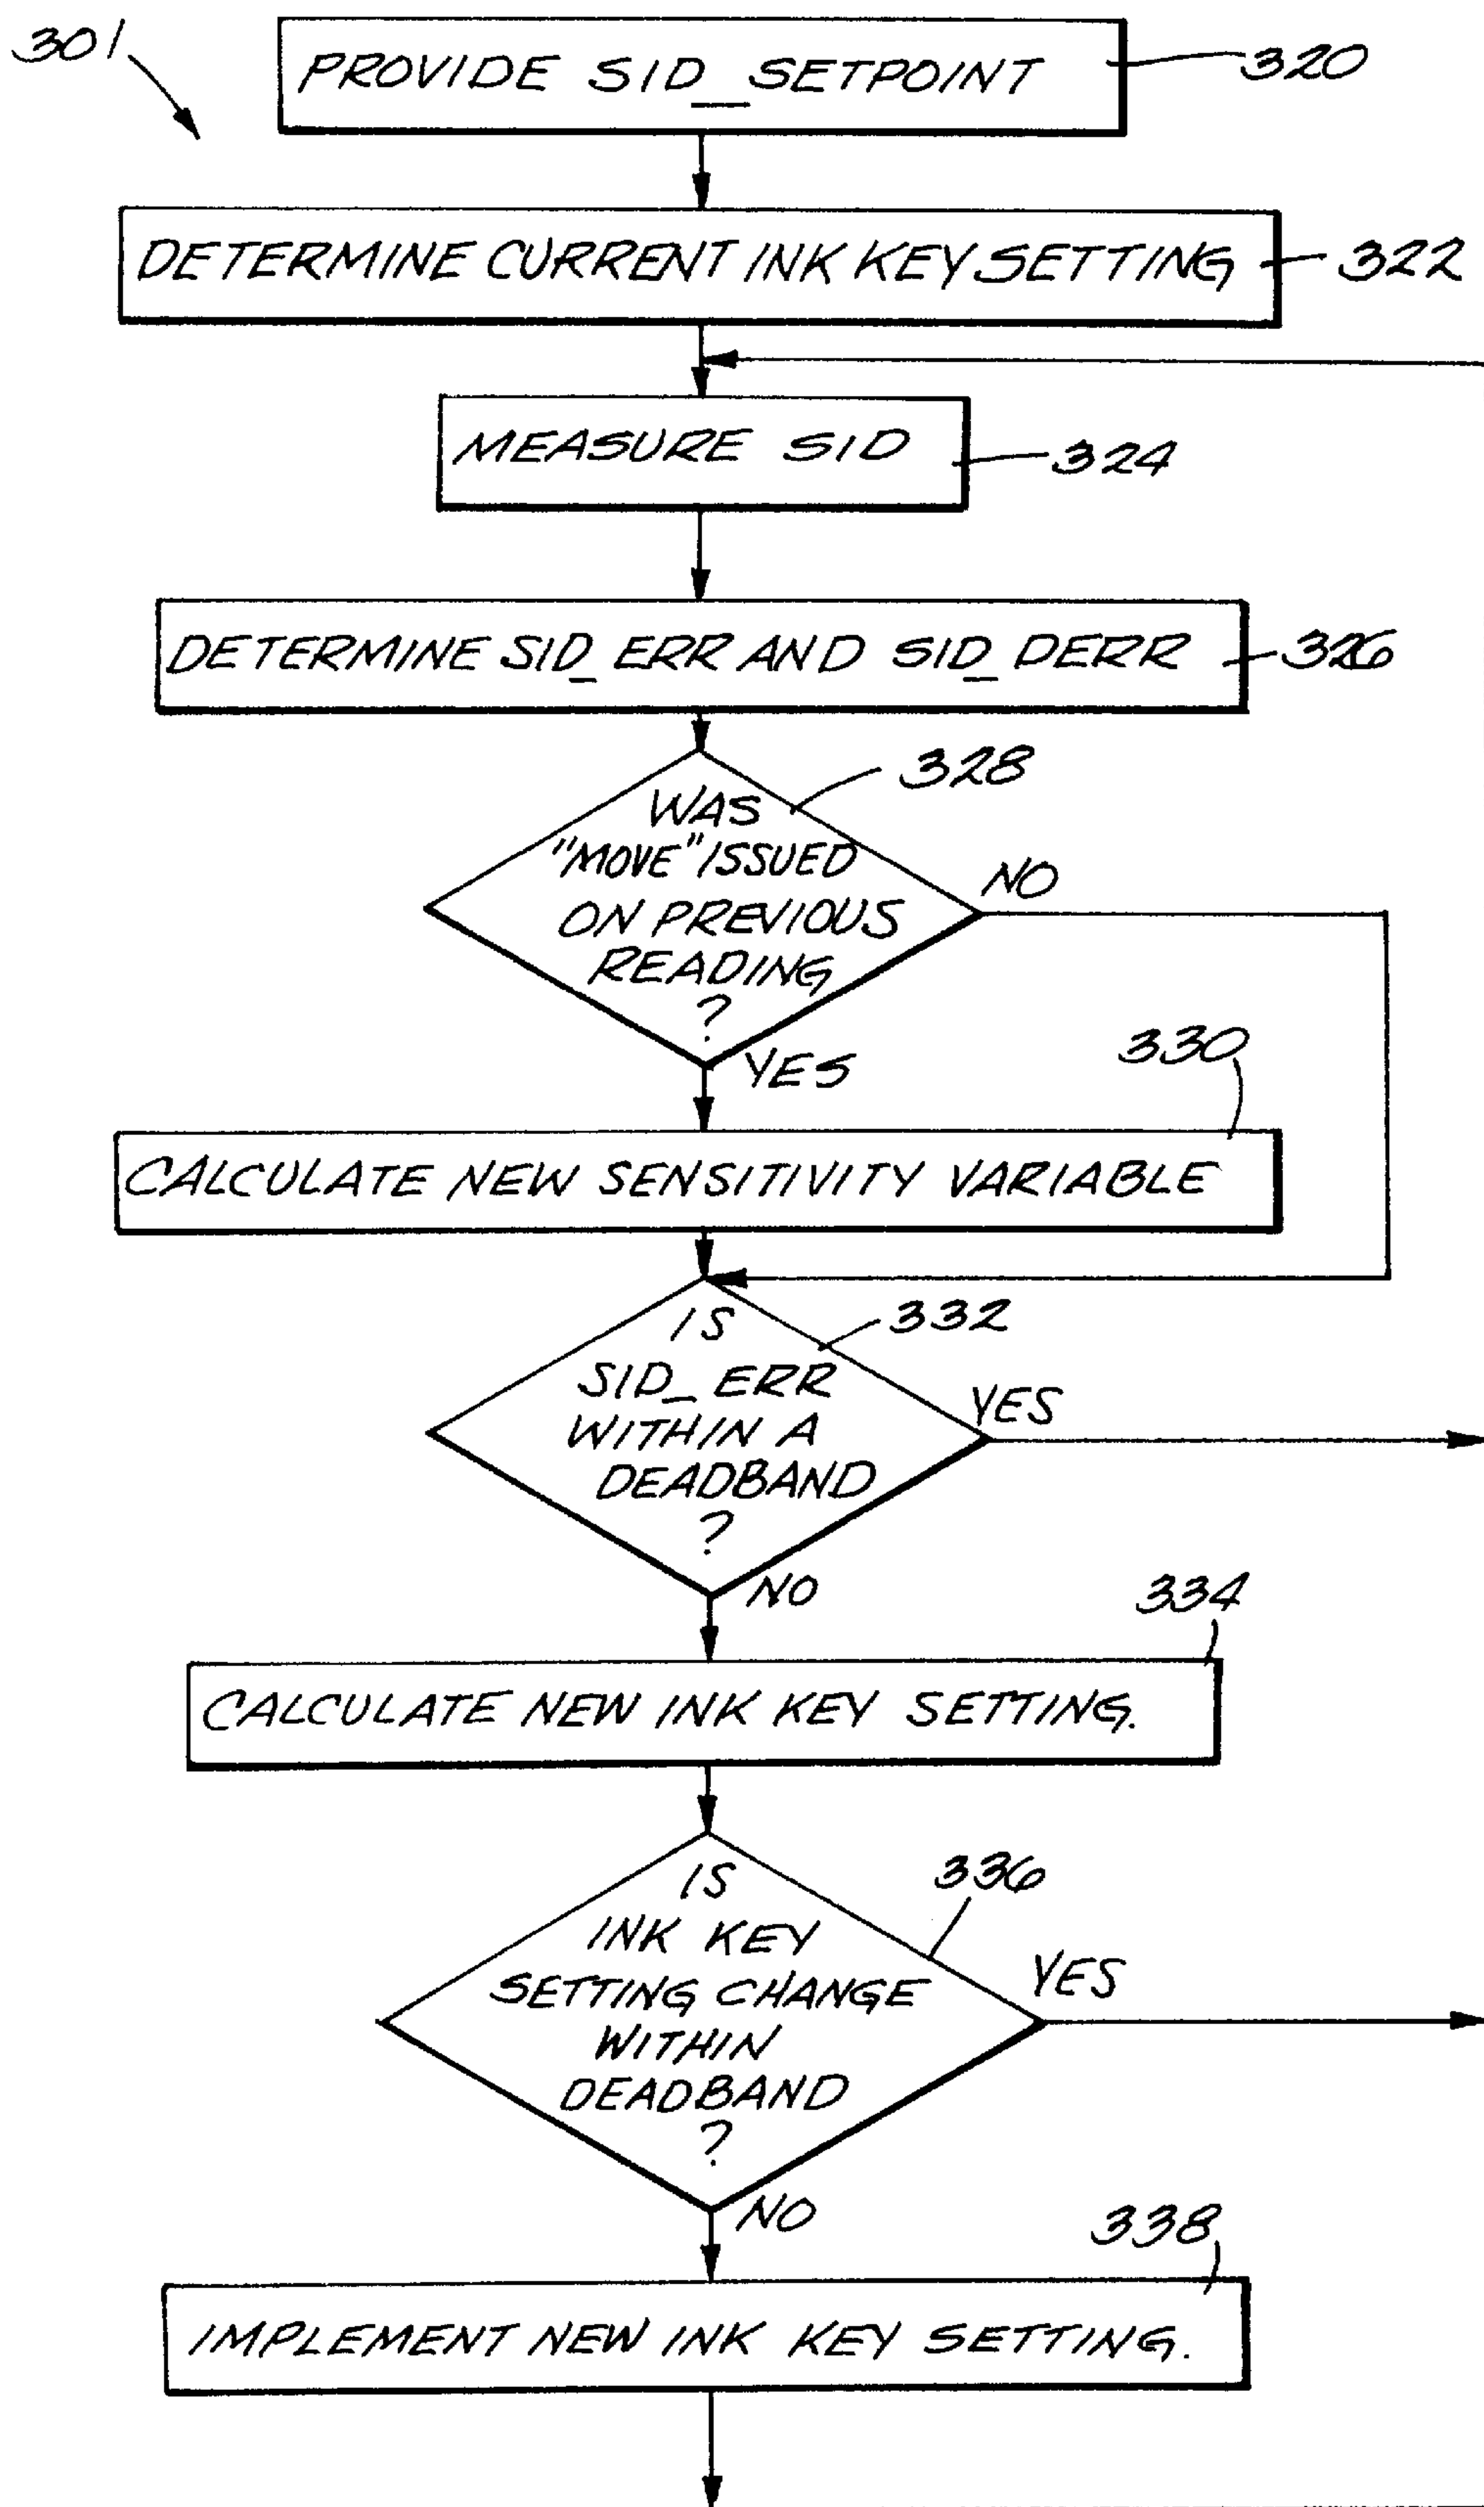 301
PROVIDE SID_SETPOINT
320
DETERMINE CURRENT INK KEY SETTING
322
MEASURE SID
324
DETERMINE SID_ERR AND SID_DERR
326
328
WAS
"MOVE" ISSUED
ON PREVIOUS
READING
?
NO
YES
330
CALCULATE NEW SENSITIVITY VARIABLE
332
IS
SID_ERR
WITHIN A
DEADBAND
?
YES
NO
334
CALCULATE NEW INK KEY SETTING.
336
IS
INK KEY
SETTING CHANGE
WITHIN
DEADBAND
?
YES
NO
338
IMPLEMENT NEW INK KEY SETTING.